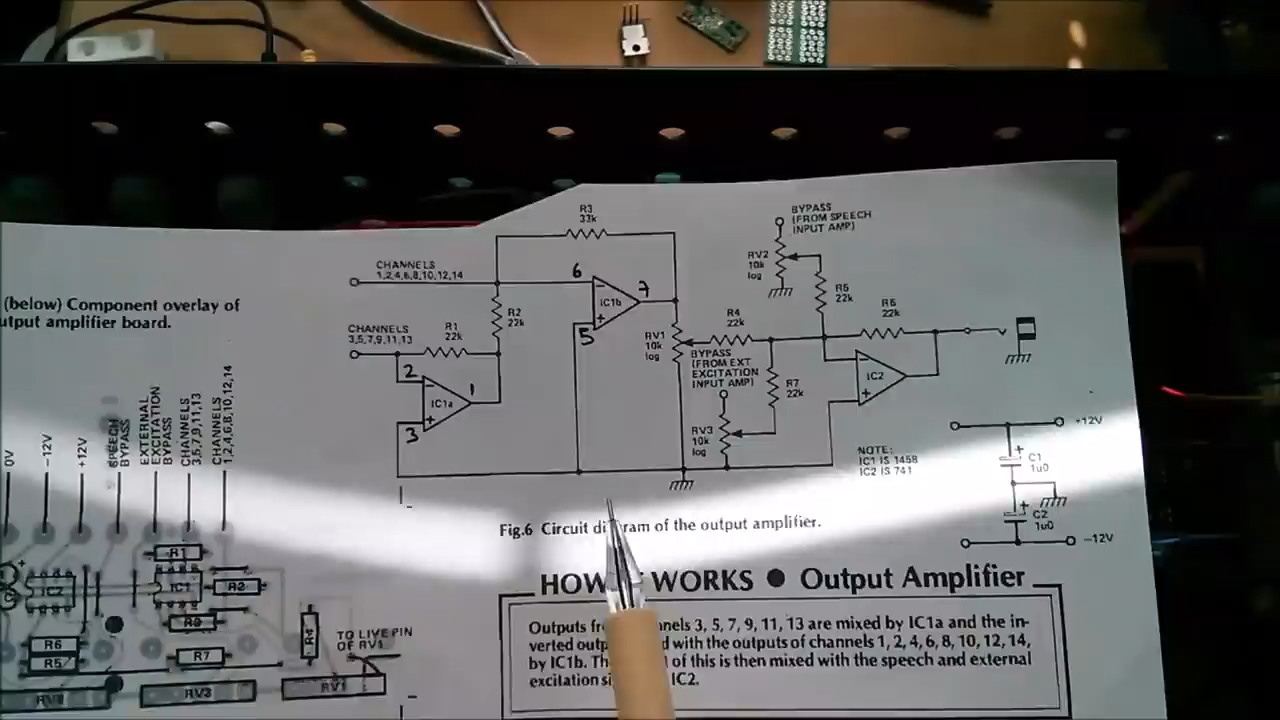 R3
33k
BYPASS
(FROM SPEECH
INPUT AMP)
CHANNELS
1,2,4,6,8,10,12,14
6
7
IC1b
5
RV2
10k
log
R5
22k
R6
22k
R2
22k
(below) Component overlay of
utput amplifier board.
CHANNELS
3,5,7,9,11,13
R1
22k
RV1
10k
log
R4
22k
BYPASS
(FROM EXT
EXCITATION
INPUT AMP)
R7
22k
IC2
2
1
IC1a
3
RV3
10k
log
NOTE:
IC1 IS 1458
IC2 IS 741
+12V
C1
1u0
C2
1u0
-12V
0V
-12V
+12V
SPEECH
BYPASS
EXTERNAL
EXCITATION
BYPASS
CHANNELS
3,5,7,9,11,13
CHANNELS
1,2,4,6,8,10,12,14
Fig.6 Circuit diagram of the output amplifier.
HOW WORKS ● Output Amplifier
Outputs fr nnels 3, 5, 7, 9, 11, 13 are mixed by IC1a and the in-
verted outp d with the outputs of channels 1, 2, 4, 6, 8, 10, 12, 14,
by IC1b. Th of this is then mixed with the speech and external
excitation si IC2.
R1
IC2
IC1
R2
R6
R5
R7
R4
TO LIVE PIN
OF RV1
RV3
RV1